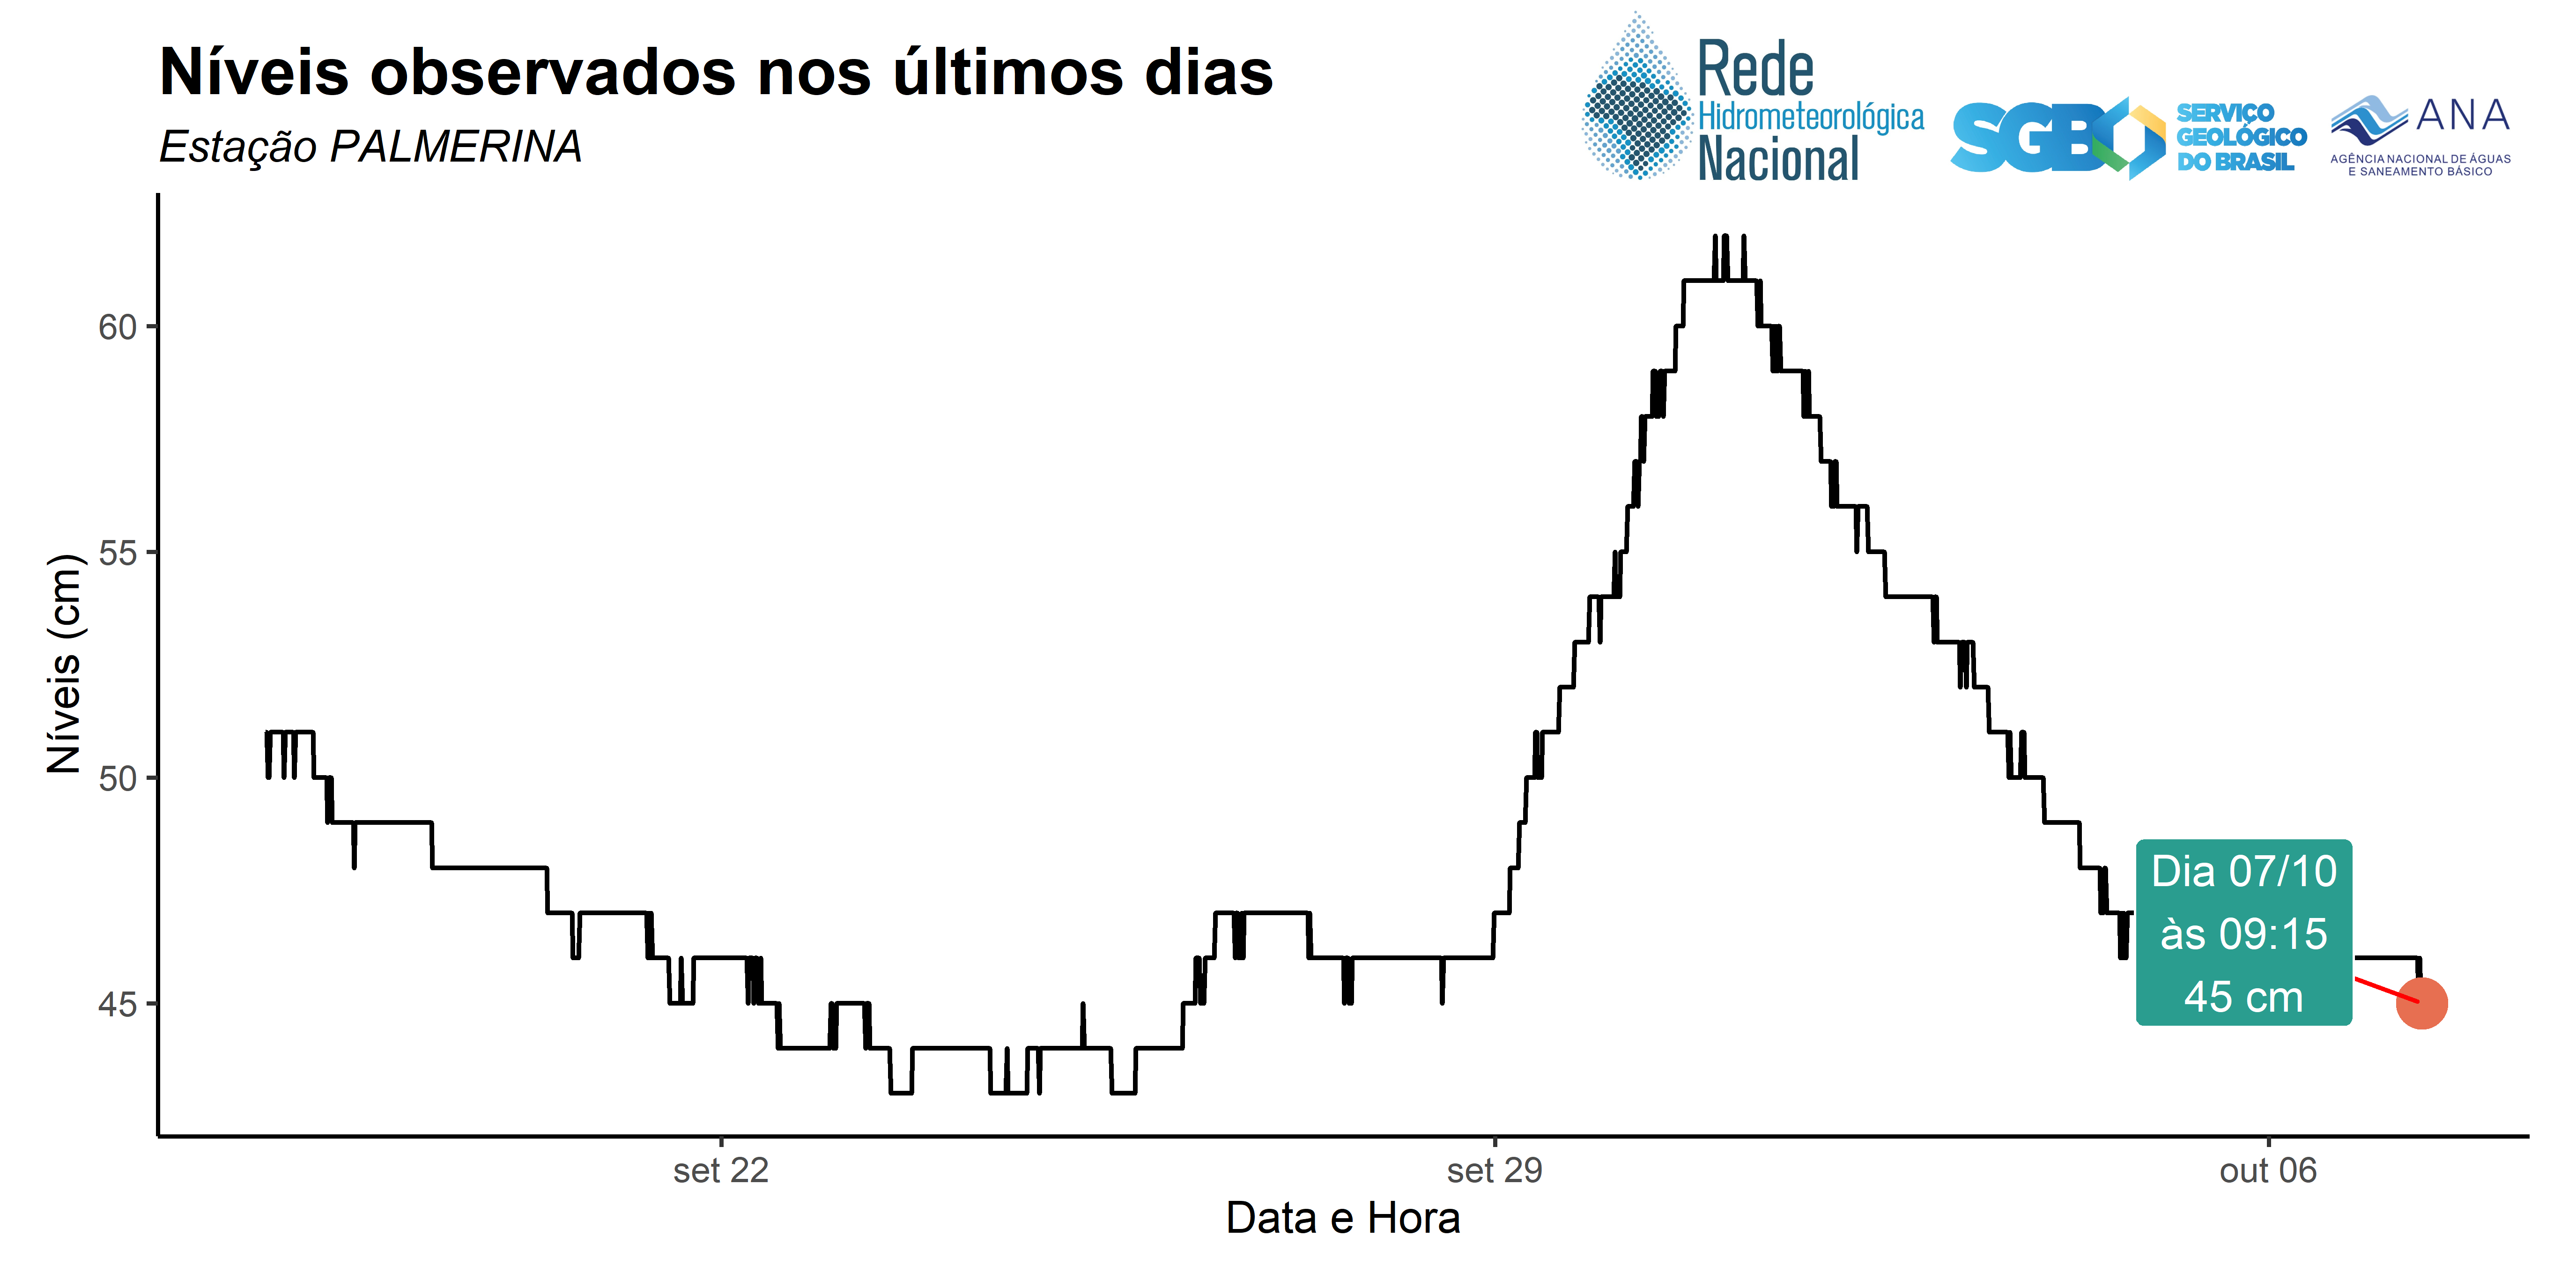 Níveis observados nos últimos dias
Estação PALMERINA
Rede
Hidrometeorológica
Nacional
SGB
SERVIÇO
GEOLÓGICO
DO BRASIL
ANA
AGÊNCIA NACIONAL DE ÁGUAS
E SANEAMENTO BÁSICO
Níveis (cm)
60
55
50
45
Dia 07/10
às 09:15
45 cm
set 22
set 29
out 06
Data e Hora